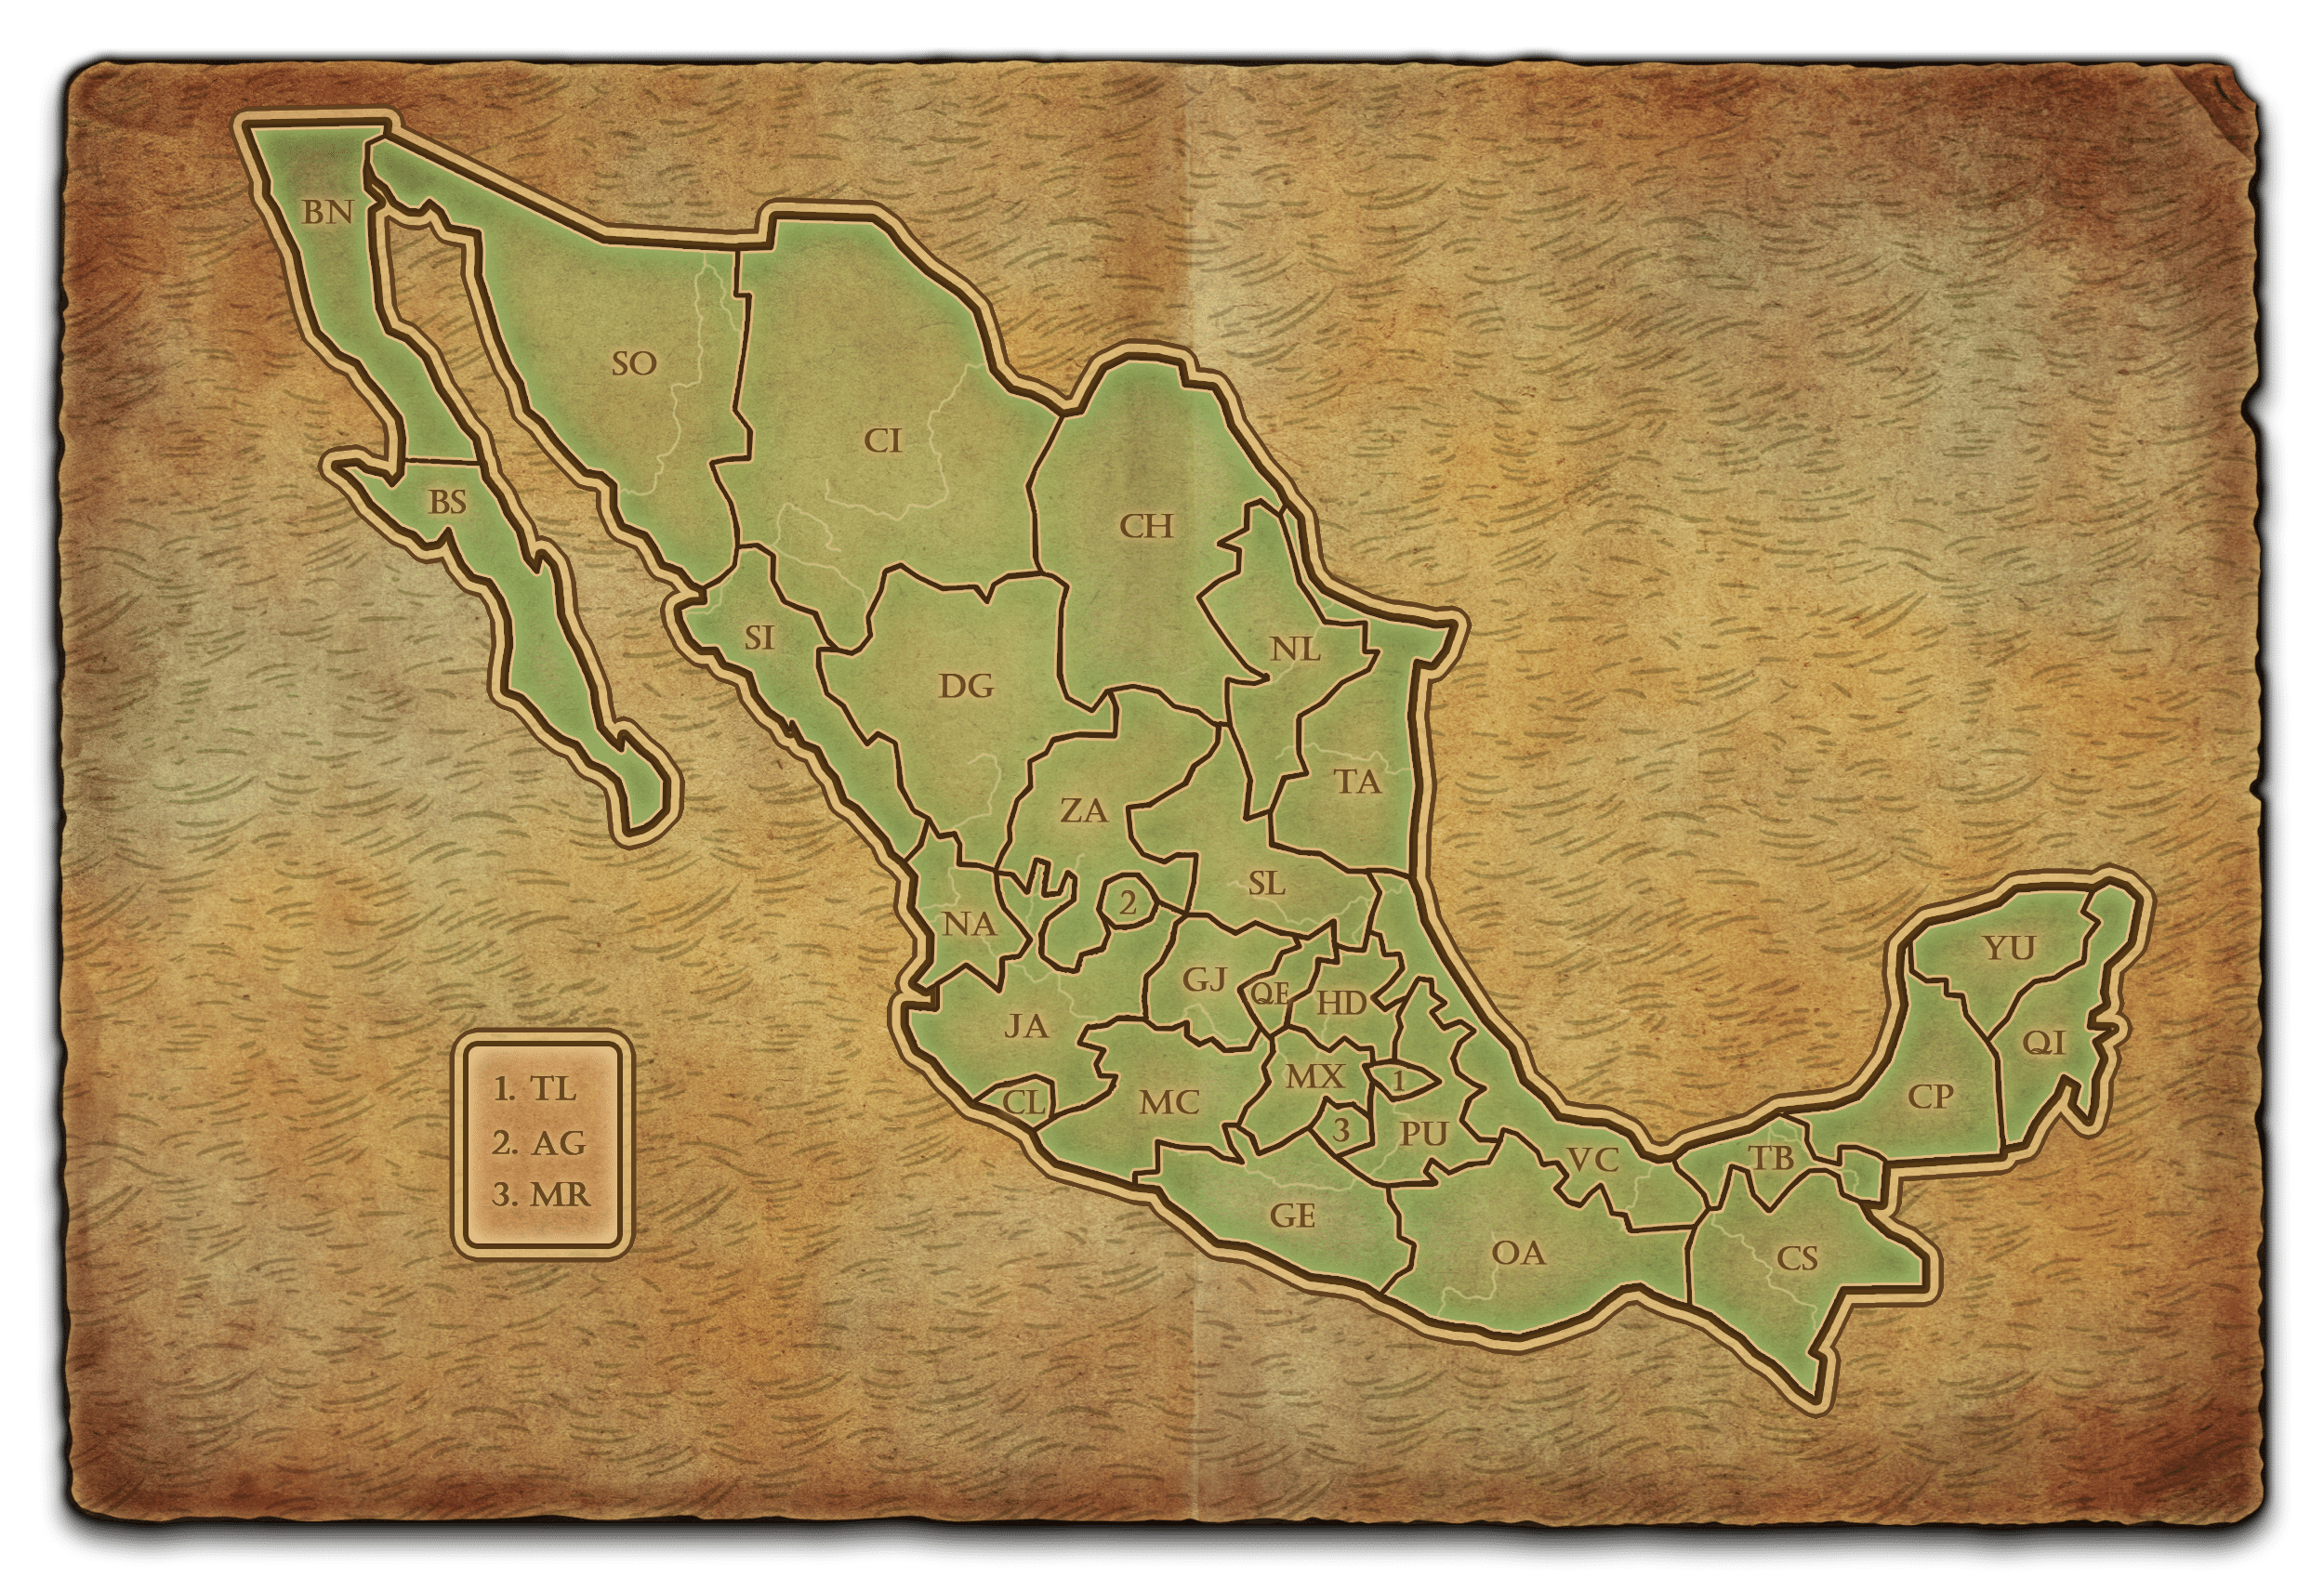 BN
SO
CI
BS
CH
SI
NL
DG
TA
ZA
SL
2
NA
YU
GJ
QE
HD
JA
QI
MX
1
CL
MC
CP
3
PU
VC
TB
GE
OA
CS
1. TL
2. AG
3. MR